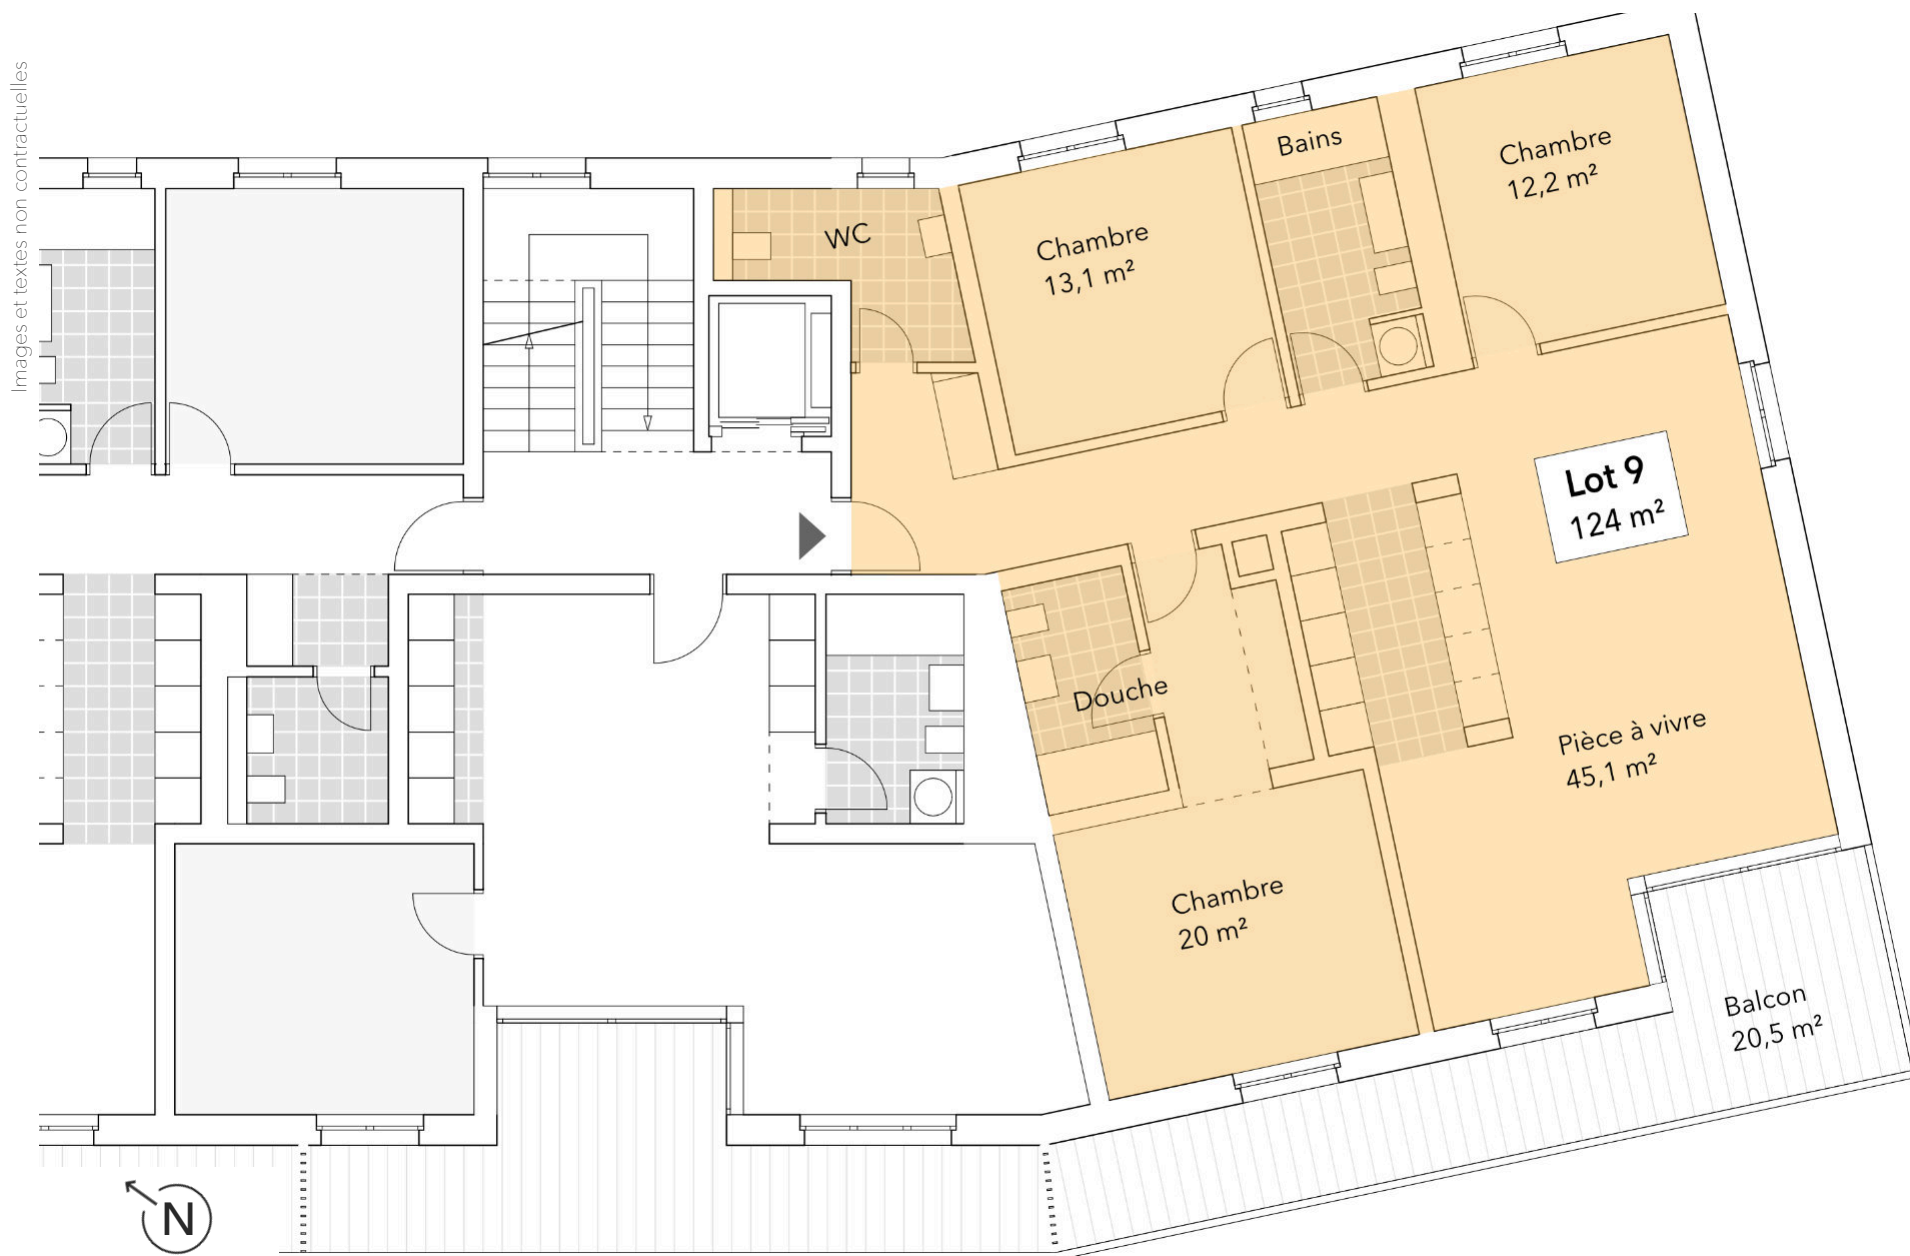 Images et textes non contractuelles
WC
Chambre
13,1 m²
Bains
Chambre
12,2 m²
Lot 9
124 m²
Douche
Pièce à vivre
45,1 m²
Chambre
20 m²
Balcon
20,5 m²
N